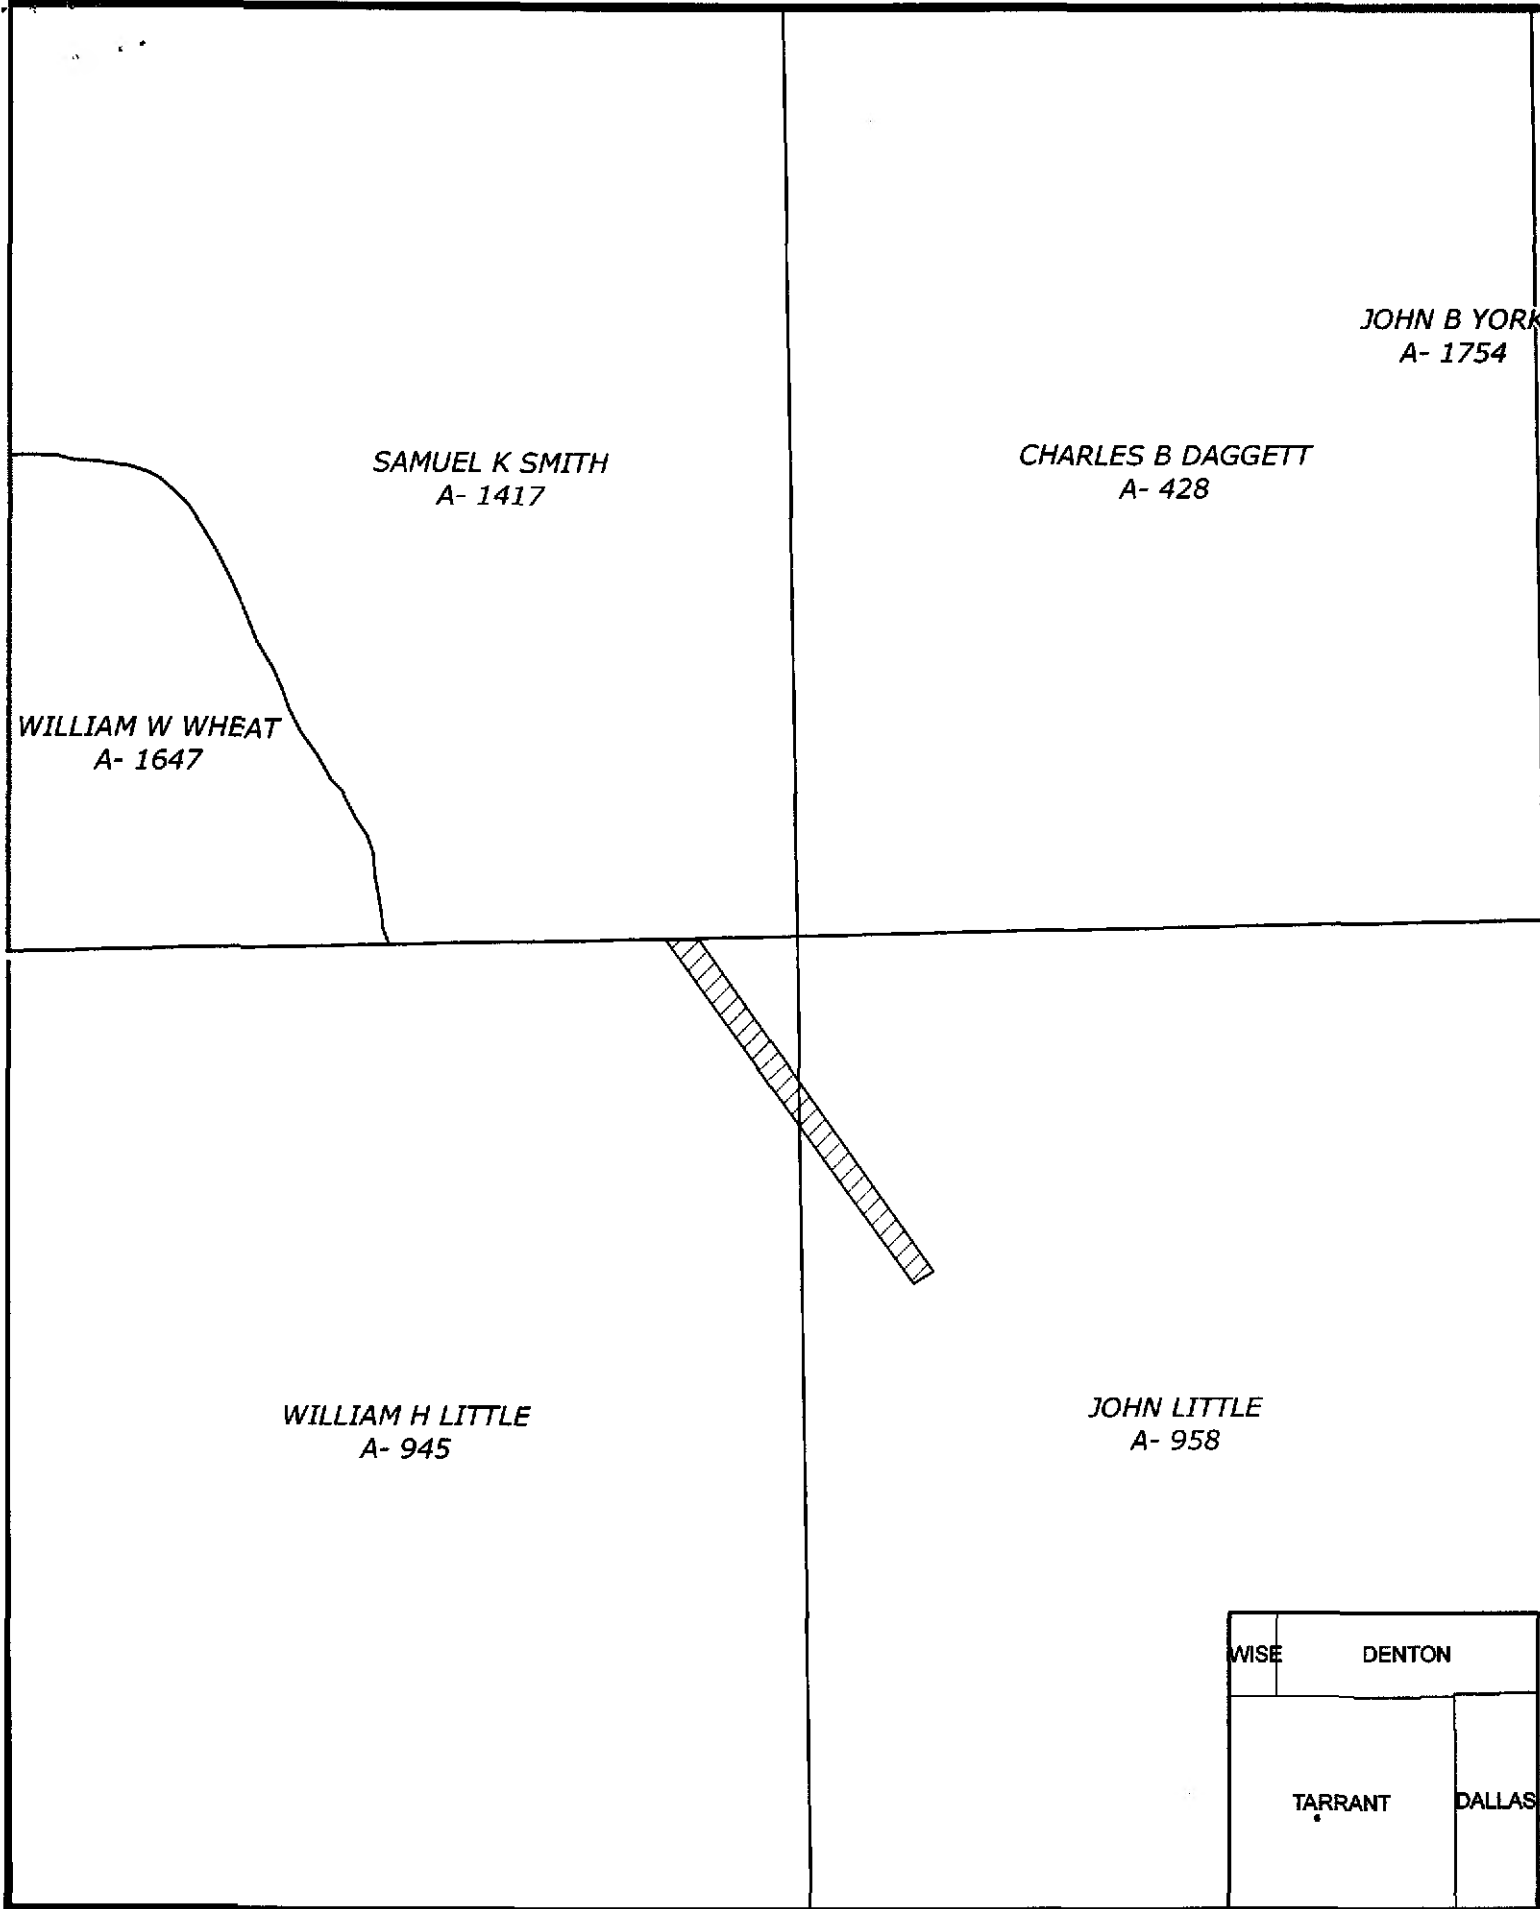 JOHN B YORK
A- 1754
SAMUEL K SMITH
A- 1417
CHARLES B DAGGETT
A- 428
WILLIAM W WHEAT
A- 1647
WILLIAM H LITTLE
A- 945
JOHN LITTLE
A- 958
WISE
DENTON
TARRANT
DALLAS